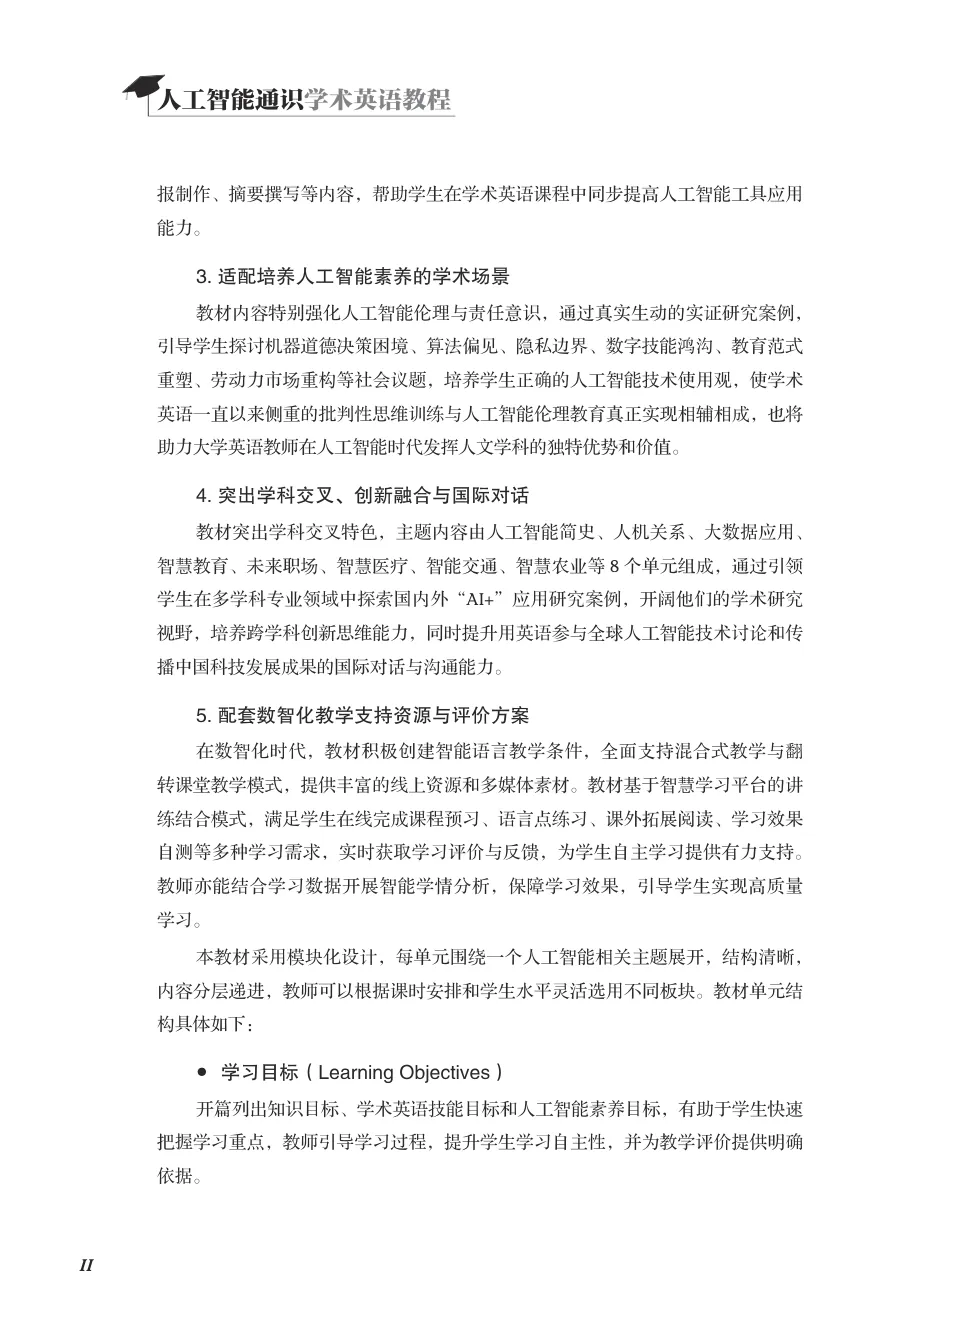 人工智能通识学术英语教程
报制作、摘要撰写等内容，帮助学生在学术英语课程中同步提高人工智能工具应用
能力。
3. 适配培养人工智能素养的学术场景
教材内容特别强化人工智能伦理与责任意识，通过真实生动的实证研究案例，
引导学生探讨机器道德决策困境、算法偏见、隐私边界、数字技能鸿沟、教育范式
重塑、劳动力市场重构等社会议题，培养学生正确的人工智能技术使用观，使学术
英语一直以来侧重的批判性思维训练与人工智能伦理教育真正实现相辅相成，也将
助力大学英语教师在人工智能时代发挥人文学科的独特优势和价值。
4. 突出学科交叉、创新融合与国际对话
教材突出学科交叉特色，主题内容由人工智能简史、人机关系、大数据应用、
智慧教育、未来职场、智慧医疗、智能交通、智慧农业等 8 个单元组成，通过引领
学生在多学科专业领域中探索国内外“AI+”应用研究案例，开阔他们的学术研究
视野，培养跨学科创新思维能力，同时提升用英语参与全球人工智能技术讨论和传
播中国科技发展成果的国际对话与沟通能力。
5. 配套数智化教学支持资源与评价方案
在数智化时代，教材积极创建智能语言教学条件，全面支持混合式教学与翻
转课堂教学模式，提供丰富的线上资源和多媒体素材。教材基于智慧学习平台的讲
练结合模式，满足学生在线完成课程预习、语言点练习、课外拓展阅读、学习效果
自测等多种学习需求，实时获取学习评价与反馈，为学生自主学习提供有力支持。
教师亦能结合学习数据开展智能学情分析，保障学习效果，引导学生实现高质量
学习。
本教材采用模块化设计，每单元围绕一个人工智能相关主题展开，结构清晰，
内容分层递进，教师可以根据课时安排和学生水平灵活选用不同板块。教材单元结
构具体如下：
● 学习目标（Learning Objectives）
开篇列出知识目标、学术英语技能目标和人工智能素养目标，有助于学生快速
把握学习重点，教师引导学习过程，提升学生学习自主性，并为教学评价提供明确
依据。
II